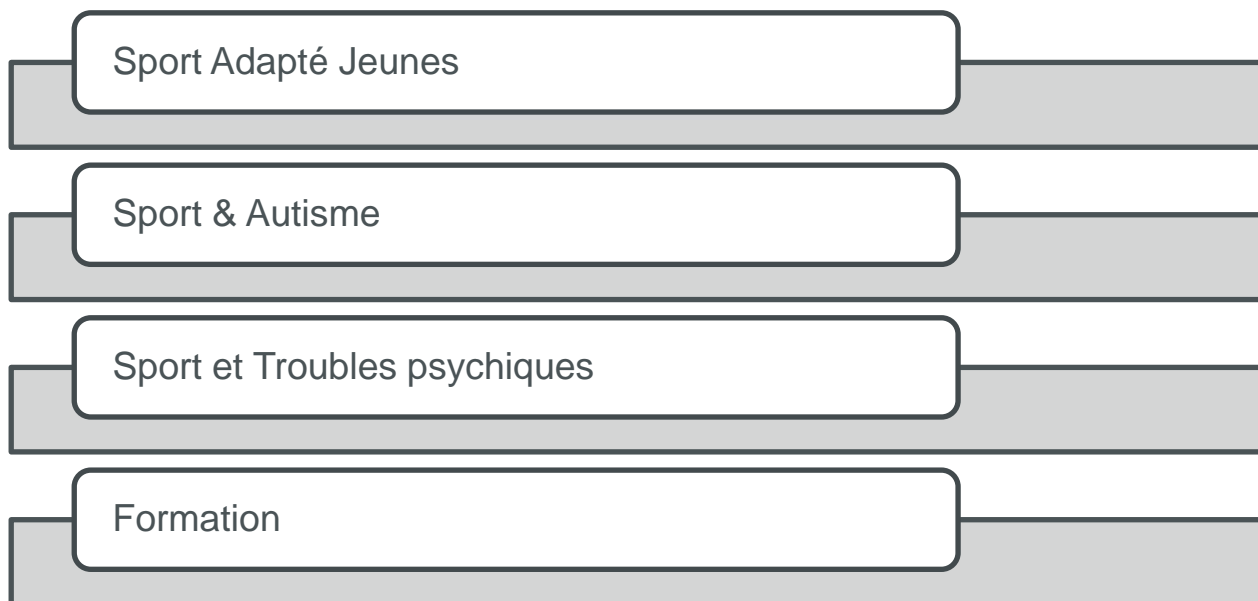 Sport Adapté Jeunes
Sport & Autisme
Sport et Troubles psychiques
Formation